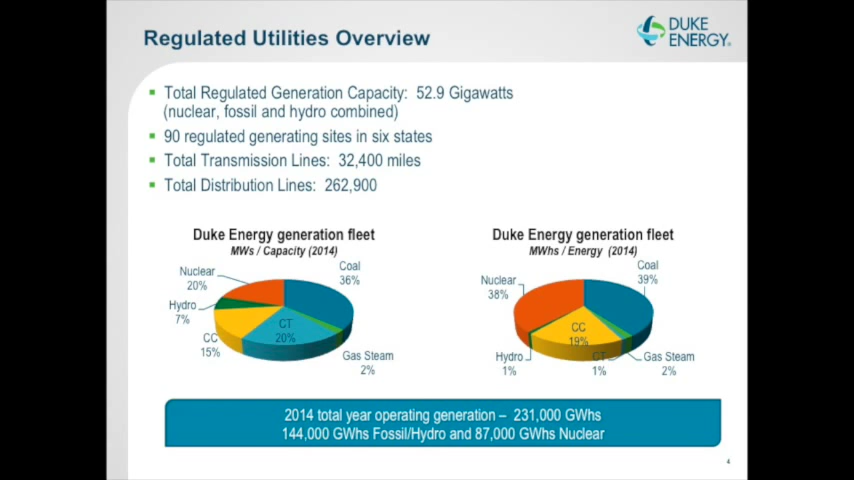 DUKE
ENERGY®
Regulated Utilities Overview
▪ Total Regulated Generation Capacity: 52.9 Gigawatts
(nuclear, fossil and hydro combined)
▪ 90 regulated generating sites in six states
▪ Total Transmission Lines: 32,400 miles
▪ Total Distribution Lines: 262,900
Duke Energy generation fleet
MWs / Capacity (2014)
Nuclear
20%
Coal
36%
Hydro
7%
CT
20%
CC
15%
Gas Steam
2%
Duke Energy generation fleet
MWhs / Energy (2014)
Nuclear
38%
Coal
39%
CC
19%
Hydro
1%
CT
1%
Gas Steam
2%
2014 total year operating generation – 231,000 GWhs
144,000 GWhs Fossil/Hydro and 87,000 GWhs Nuclear
4